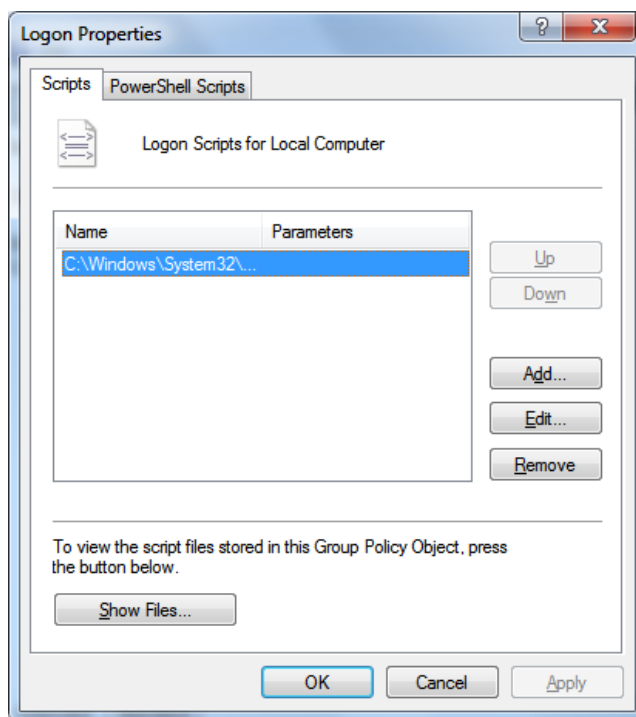 Logon Properties
Scripts
PowerShell Scripts
Logon Scripts for Local Computer
Name Parameters
C:\Windows\System32\...
Up
Down
Add...
Edit...
Remove
To view the script files stored in this Group Policy Object, press
the button below.
Show Files...
OK Cancel Apply